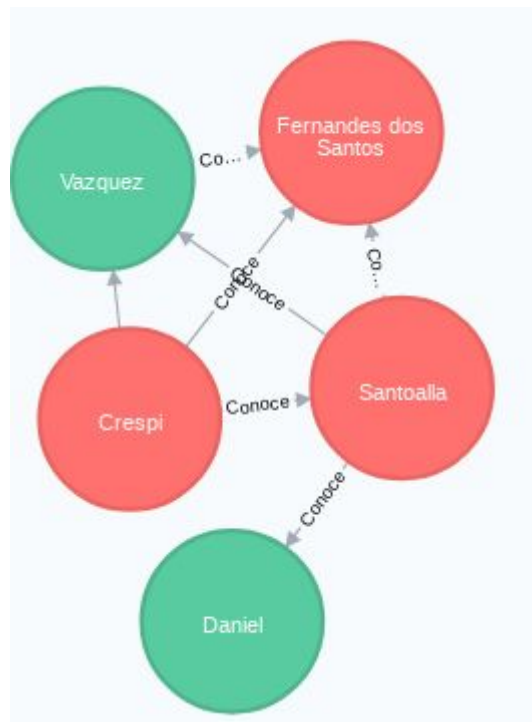 Fernandes dos
Santos
Co...
Vazquez
Conoce
Conoce
Co...
Santoalla
Conoce
Crespi
Conoce
Daniel